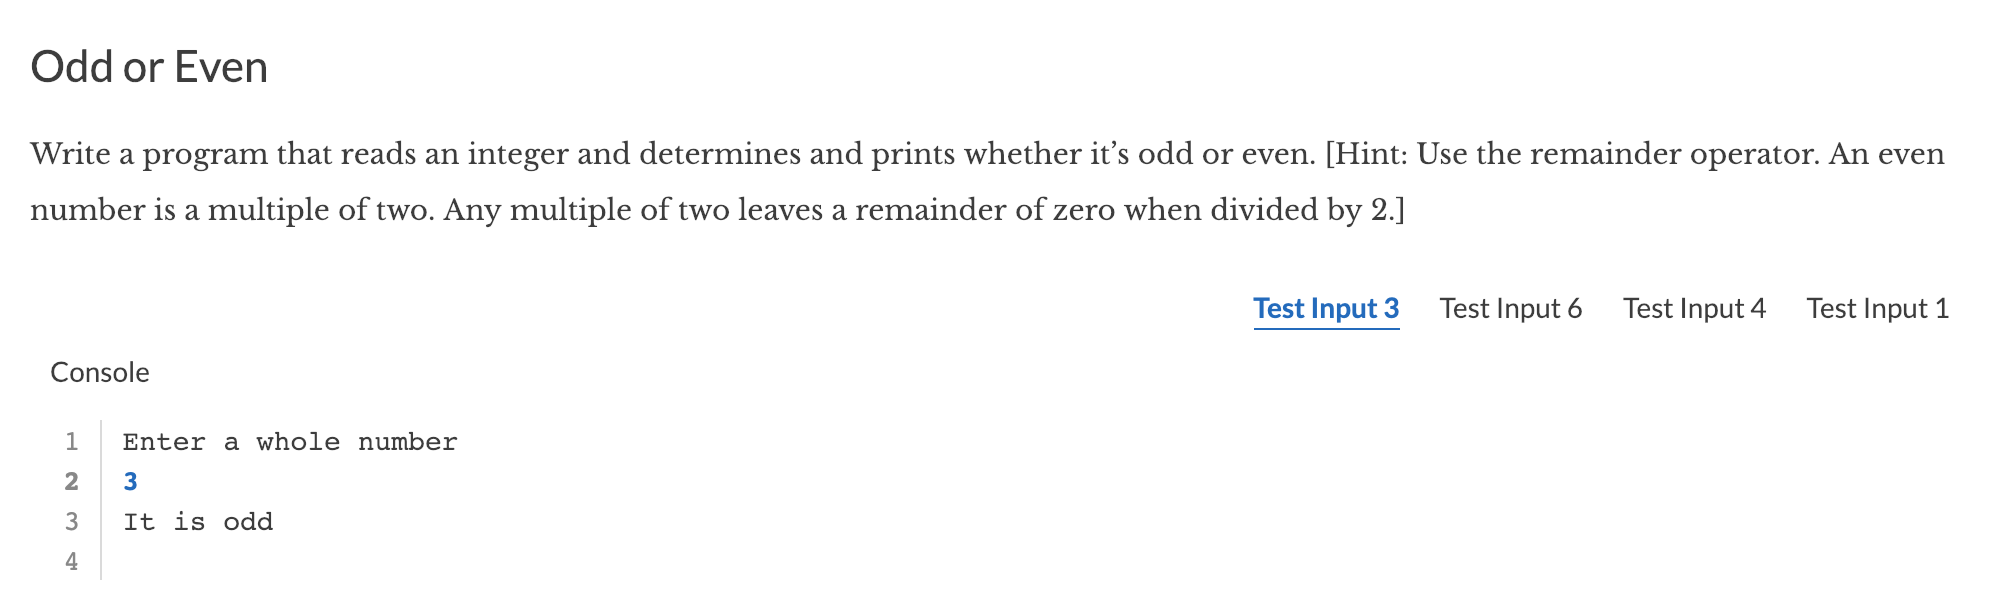 Odd or Even
Write a program that reads an integer and determines and prints whether it’s odd or even. [Hint: Use the remainder operator. An even
number is a multiple of two. Any multiple of two leaves a remainder of zero when divided by 2.]
Test Input 3 Test Input 6 Test Input 4 Test Input 1
Console
1 Enter a whole number
2 3
3 It is odd
4